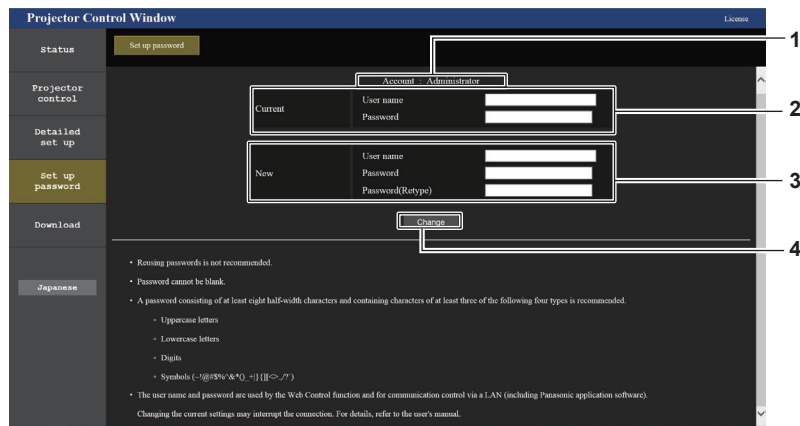 Projector Control Window
License
Status
Set up password
1
Account : Administrator
Projector
control
Current
User name
Password
2
Detailed
set up
New
User name
Password
Password(Retype)
3
Set up
password
Change
4
Download
• Reusing passwords is not recommended.
• Password cannot be blank.
Japanese
• A password consisting of at least eight half-width characters and containing characters of at least three of the following four types is recommended.
Uppercase letters
Lowercase letters
Digits
Symbols (~!@#$%^&*()_+|}{][<>.,/?`)
• The user name and password are used by the Web Control function and for communication control via a LAN (including Panasonic application software).
Changing the current settings may interrupt the connection. For details, refer to the user's manual.